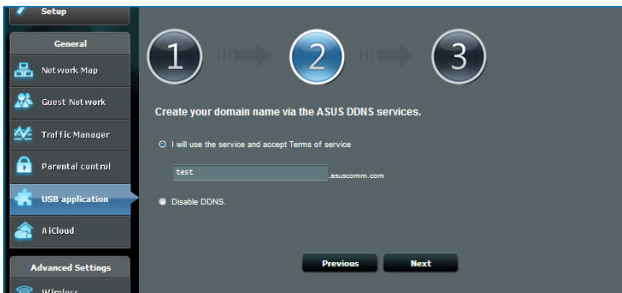 Setup
General
Network Map
Guest Network
Traffic Manager
Parental control
USB application
AiCloud
Advanced Settings
Wireless
1
2
3
Create your domain name via the ASUS DDNS services.
I will use the service and accept Terms of service
test .asuscomm.com
Disable DDNS.
Previous Next